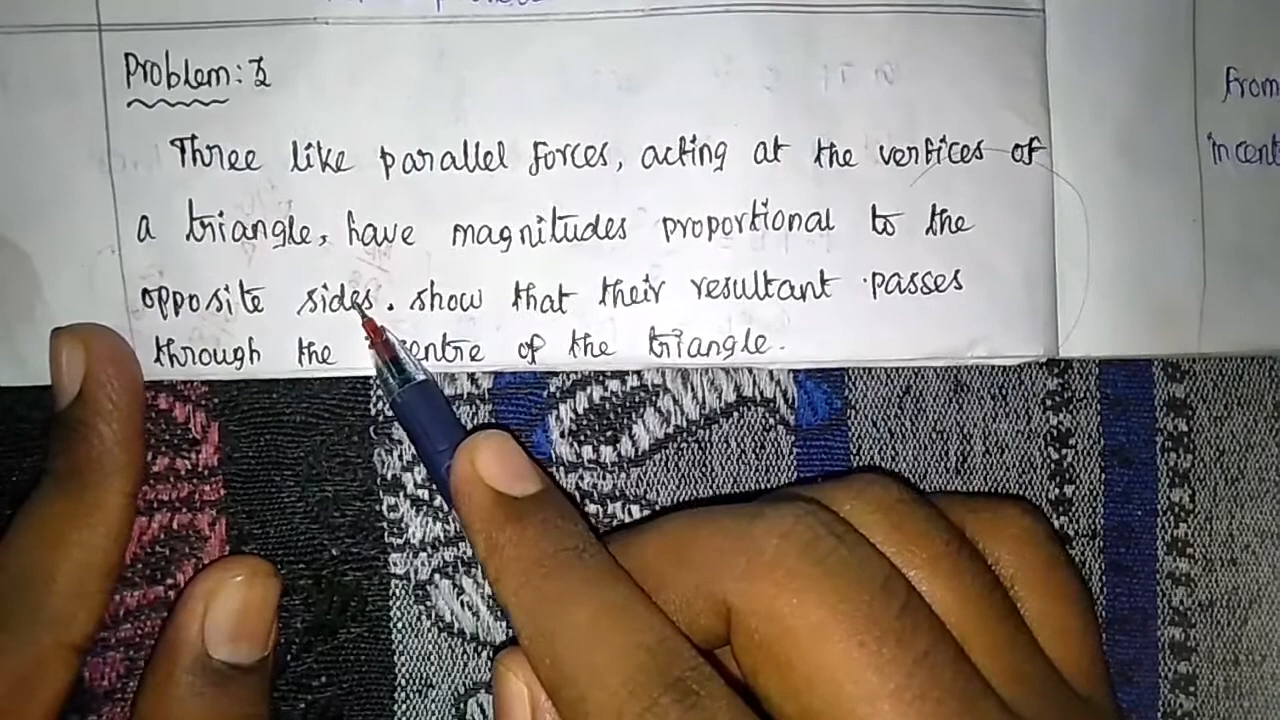 Problem: 3
Three like parallel forces, acting at the vertices of
a triangle, have magnitudes proportional to the
opposite sides. show that their resultant passes
through the centre of the triangle.
From
incent